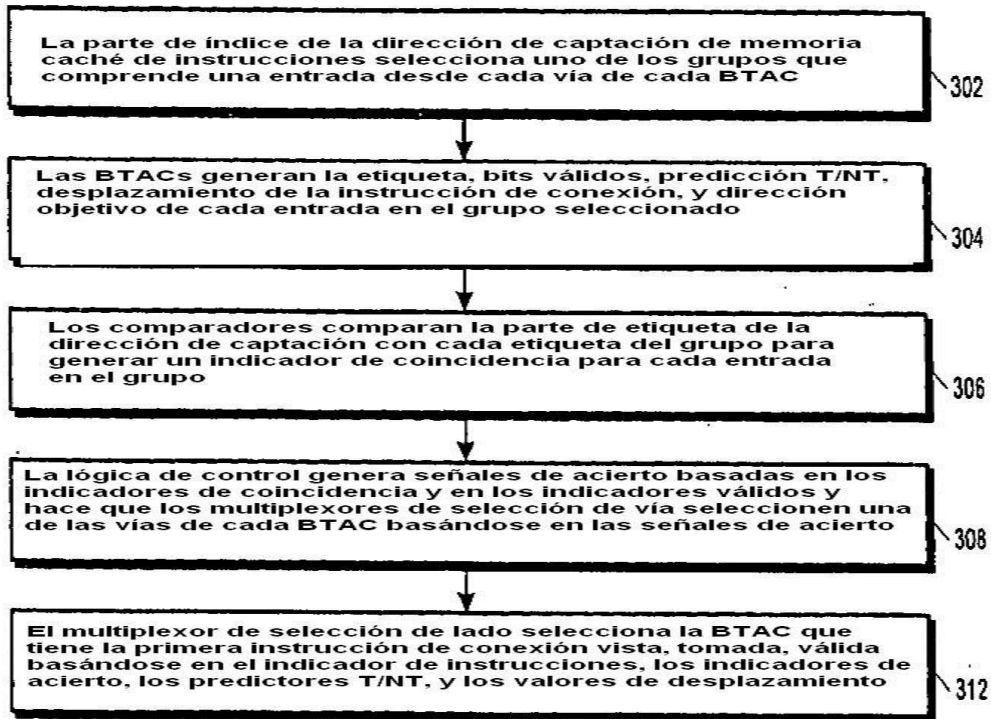 La parte de índice de la dirección de captación de memoria
caché de instrucciones selecciona uno de los grupos que
comprende una entrada desde cada vía de cada BTAC
302
Las BTACs generan la etiqueta, bits válidos, predicción T/NT,
desplazamiento de la instrucción de conexión, y dirección
objetivo de cada entrada en el grupo seleccionado
304
Los comparadores comparan la parte de etiqueta de la
dirección de captación con cada etiqueta del grupo para
generar un indicador de coincidencia para cada entrada
en el grupo
306
La lógica de control genera señales de acierto basadas en los
indicadores de coincidencia y en los indicadores válidos y
hace que los multiplexores de selección de vía seleccionen una
de las vías de cada BTAC basándose en las señales de acierto
308
El multiplexor de selección de lado selecciona la BTAC que
tiene la primera instrucción de conexión vista, tomada, válida
basándose en el indicador de instrucciones, los indicadores de
acierto, los predictores T/NT, y los valores de desplazamiento
312